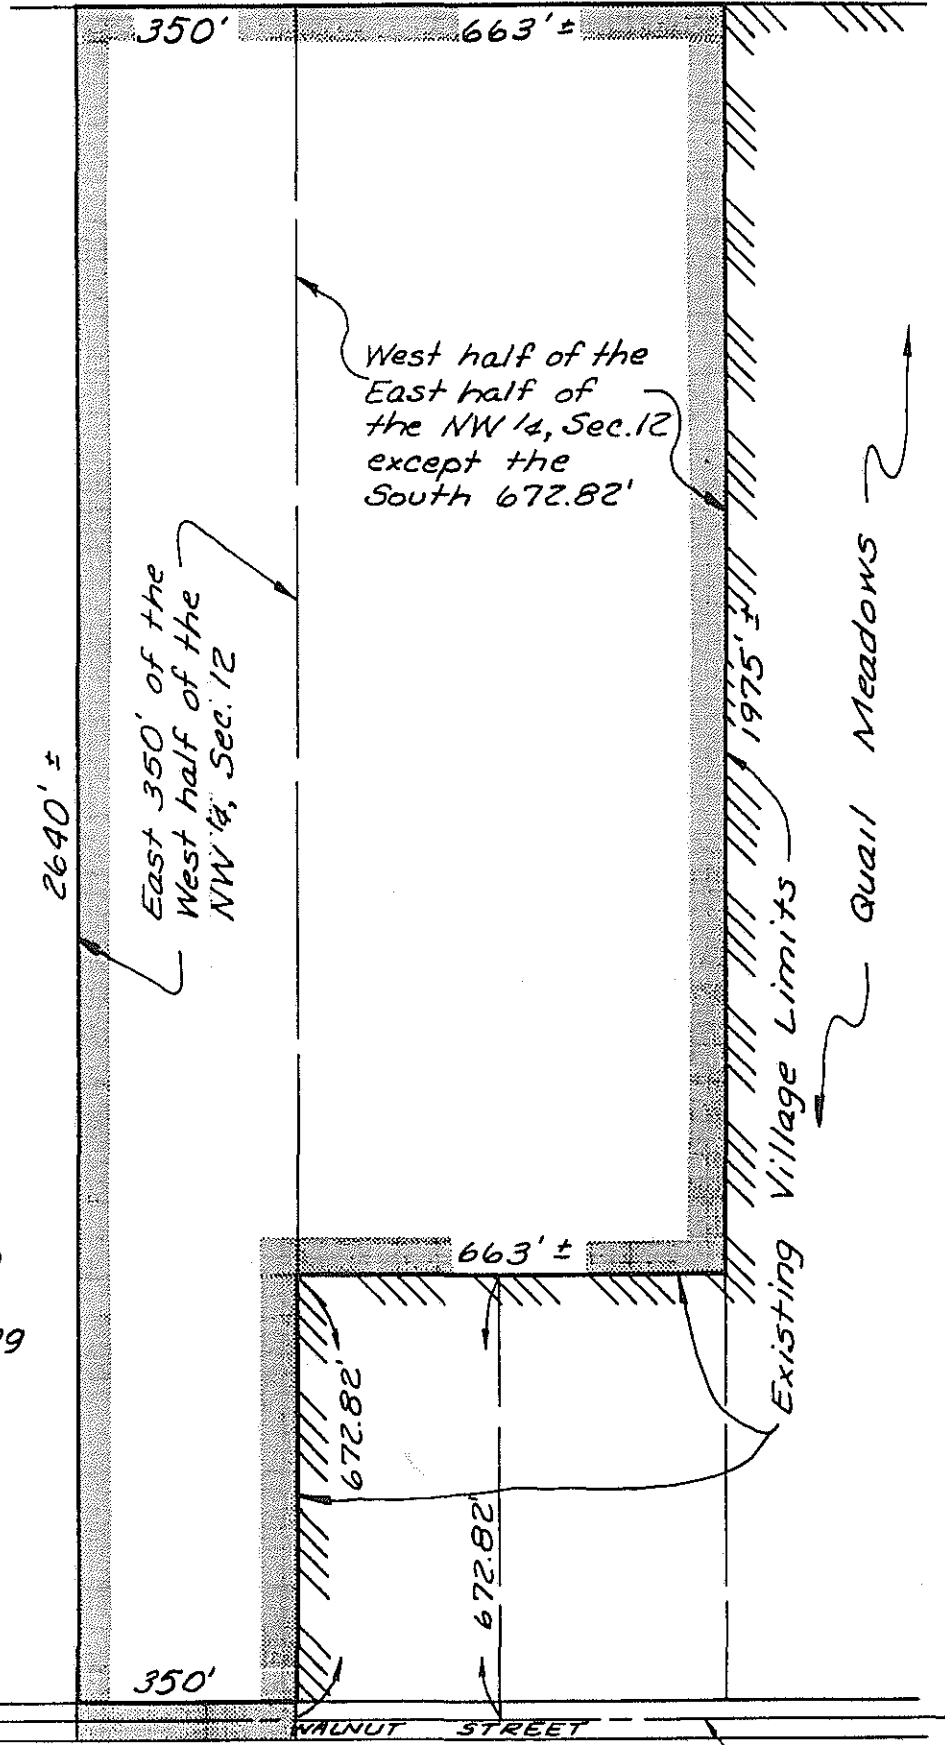 350'
663' ±
West half of the
East half of
the NW 1/4, Sec. 12
except the
South 672.82'
East 350' of the
West half of the
NW 1/4, Sec. 12
2640' ±
1975' ±
Quail Meadows
Existing Village Limits
663' ±
672.82'
672.82'
350'
WALNUT STREET